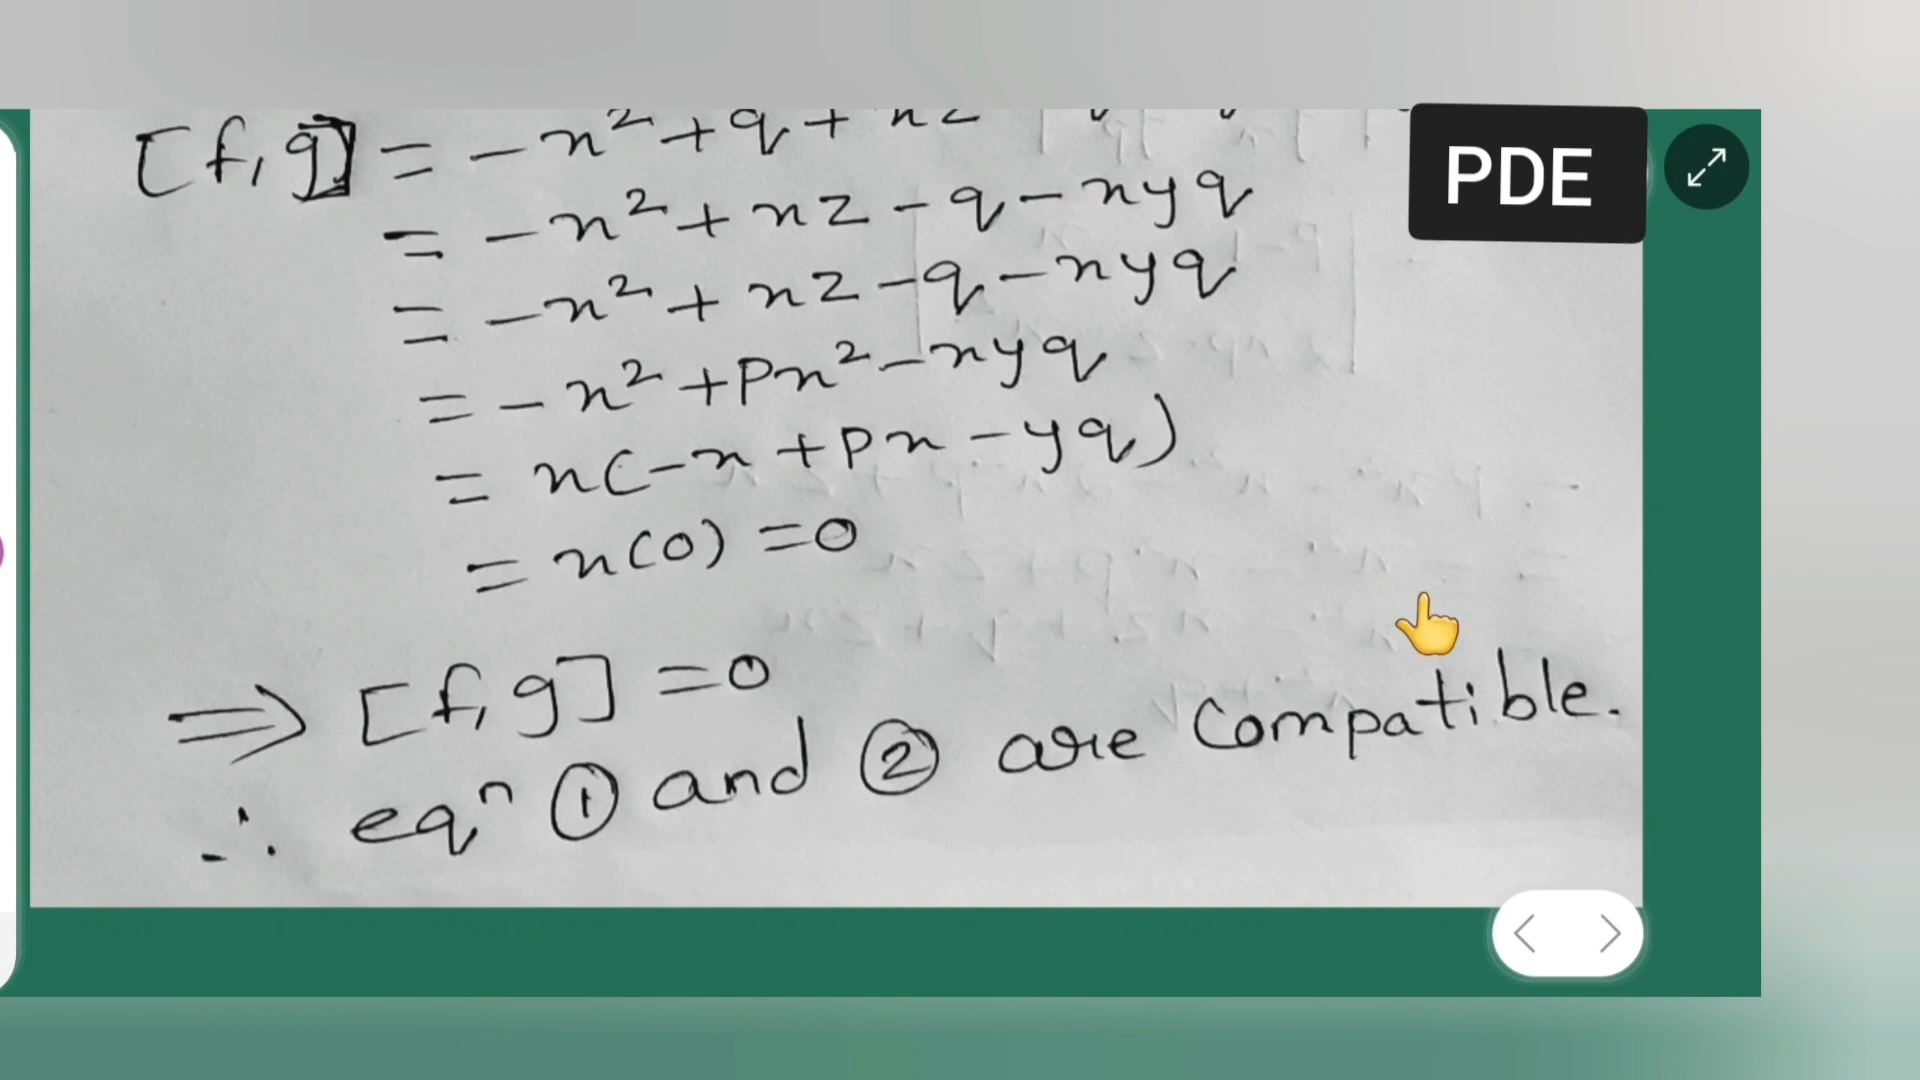 [f, g] = -x² + q + xz
PDE
= -x² + xz - q - xyq
= -x² + xz - q - xyq
= -x² + px² - xyq
= x(-x + px - yq)
= x(0) = 0
⇒ [f, g] = 0
∴ eqⁿ ① and ② are Compatible.